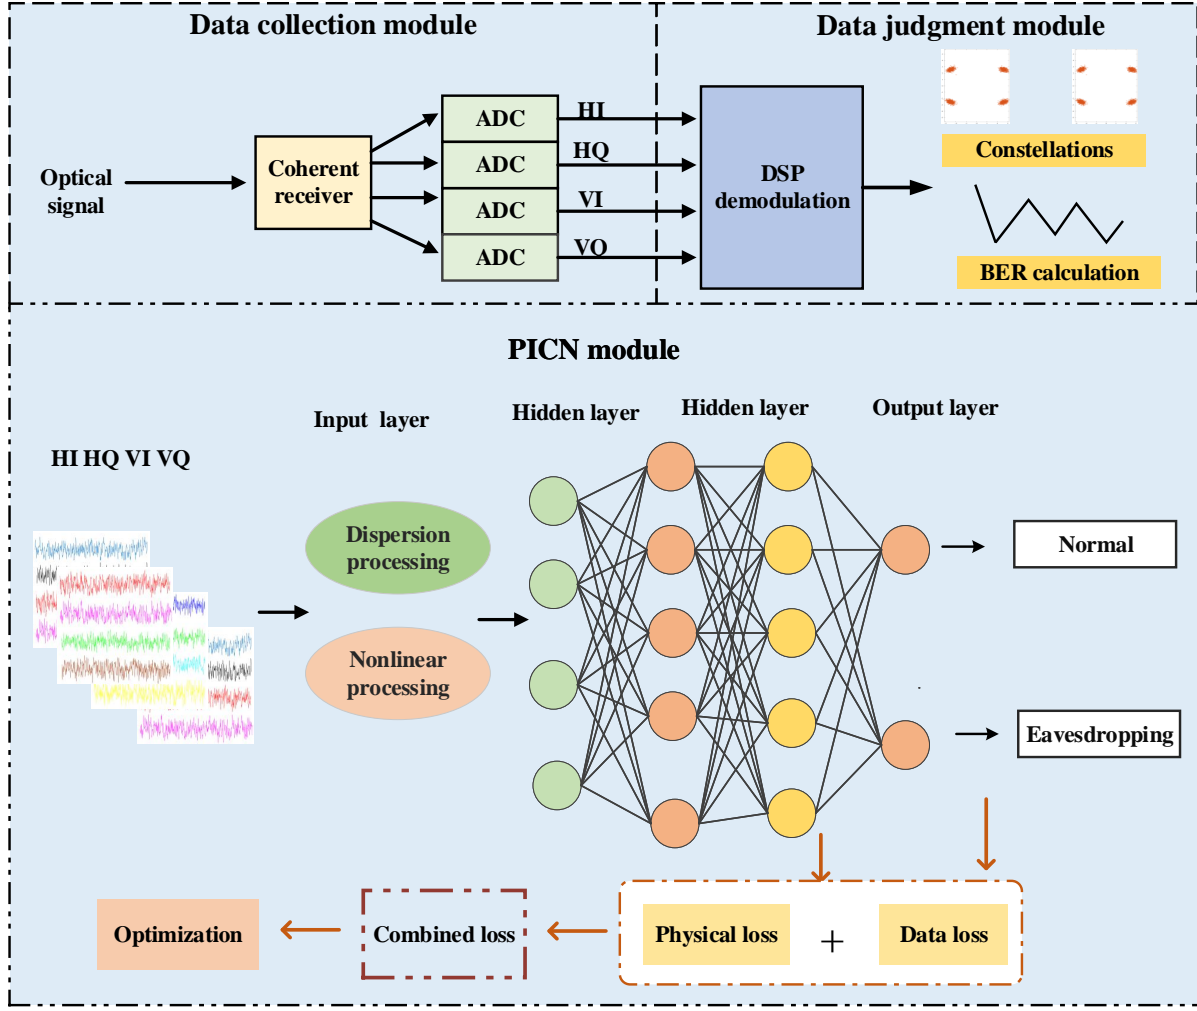 Data collection module
Data judgment module
Optical
signal
Coherent
receiver
ADC
ADC
ADC
ADC
HI
HQ
VI
VQ
DSP
demodulation
Constellations
BER calculation
PICN module
HI HQ VI VQ
Input layer
Hidden layer
Hidden layer
Output layer
Dispersion
processing
Nonlinear
processing
Normal
Eavesdropping
Optimization
Combined loss
Physical loss
+
Data loss